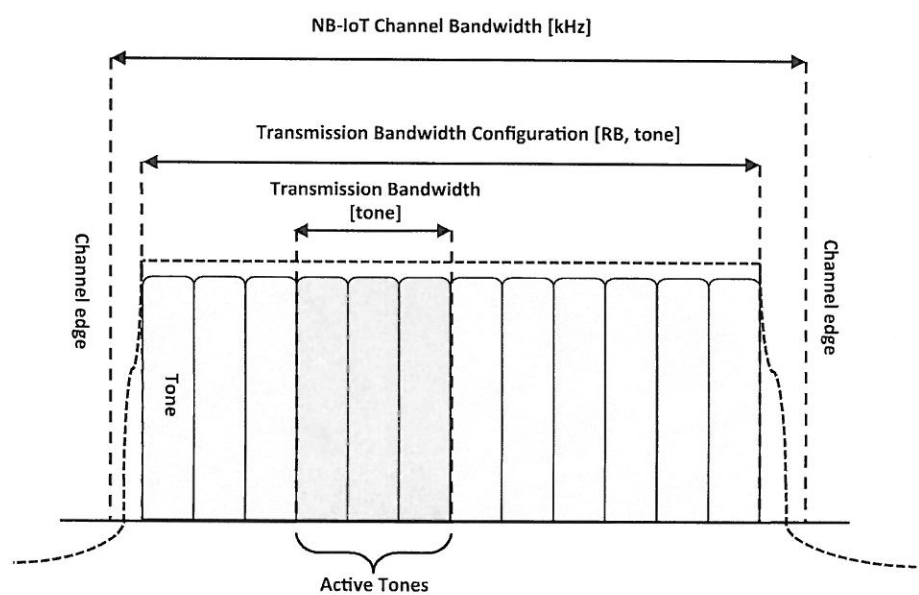 NB-IoT Channel Bandwidth [kHz]
Transmission Bandwidth Configuration [RB, tone]
Transmission Bandwidth
[tone]
Channel edge
Channel edge
Tone
Active Tones